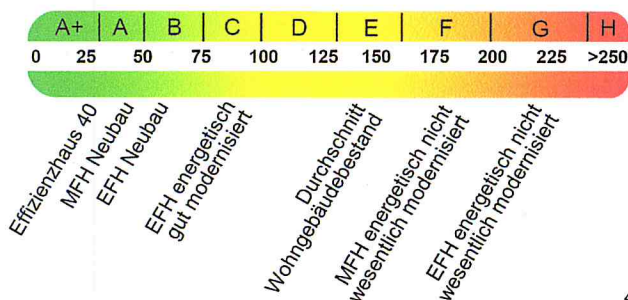 A+ A B C D E F G H
0 25 50 75 100 125 150 175 200 225 >250
Effizienzhaus 40
MFH Neubau
EFH Neubau
EFH energetisch
gut modernisiert
Durchschnitt
Wohngebäudebestand
MFH energetisch nicht
wesentlich modernisiert
EFH energetisch nicht
wesentlich modernisiert